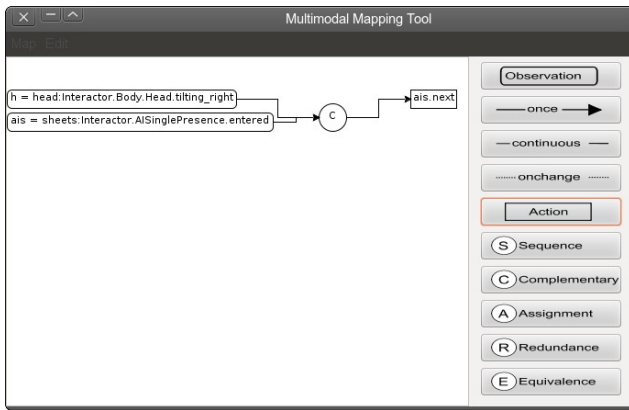 Multimodal Mapping Tool
Map Edit
h = head:Interactor.Body.Head.tilting_right
ais = sheets:Interactor.AISinglePresence.entered
C
ais.next
Observation
once
continuous
onchange
Action
S Sequence
C Complementary
A Assignment
R Redundance
E Equivalence